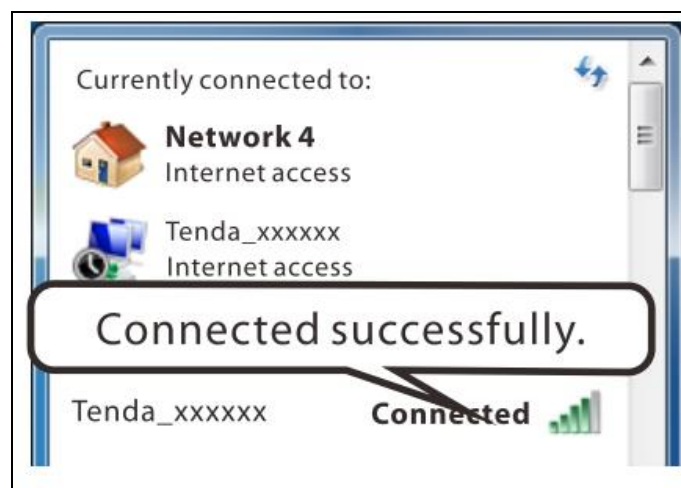 Currently connected to:
Network 4
Internet access
Tenda_xxxxxx
Internet access
Connected successfully.
Tenda_xxxxxx Connected